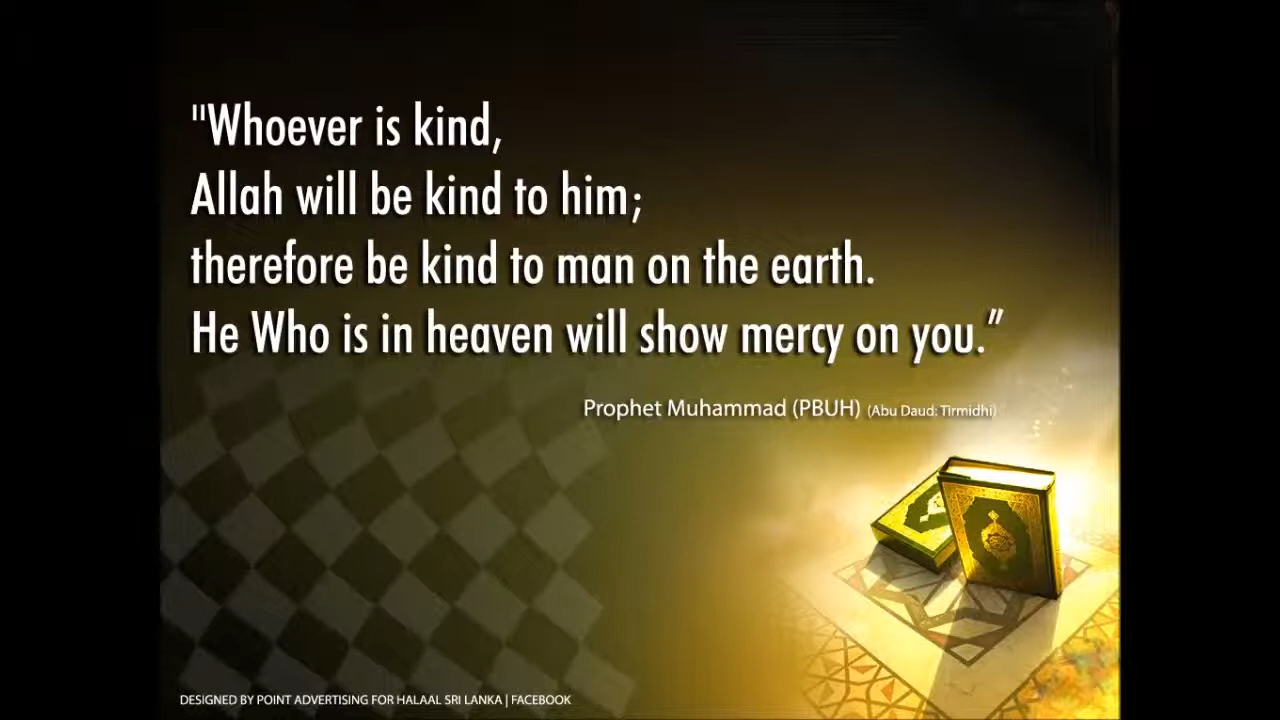 "Whoever is kind,
Allah will be kind to him;
therefore be kind to man on the earth.
He Who is in heaven will show mercy on you.”
Prophet Muhammad (PBUH) (Abu Daud: Tirmidhi)
DESIGNED BY POINT ADVERTISING FOR HALAAL SRI LANKA | FACEBOOK